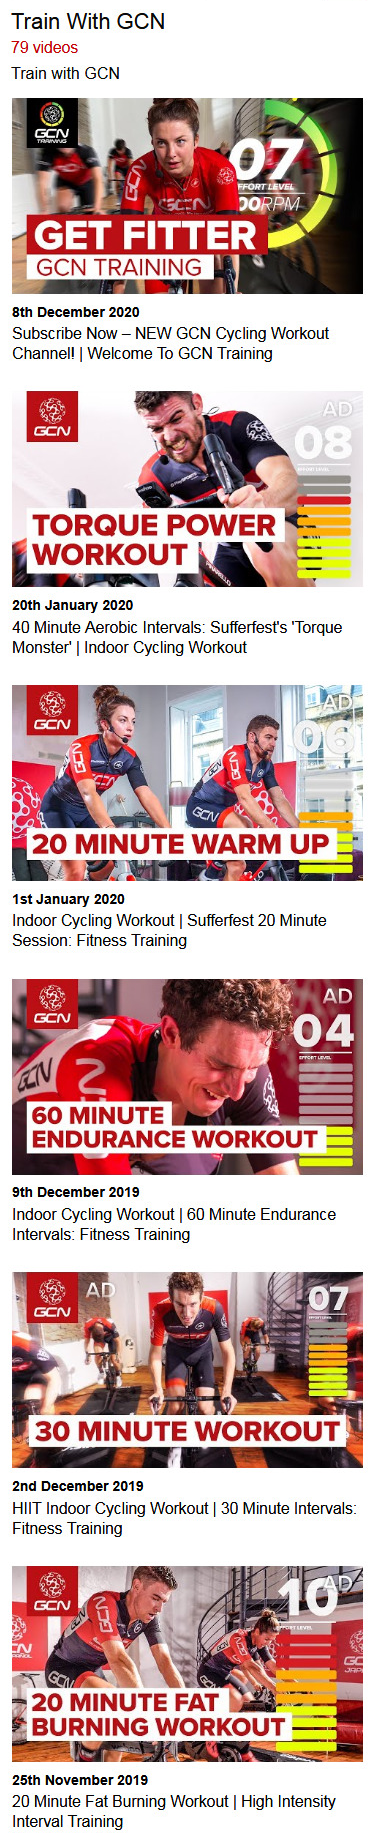 Train With GCN
79 videos
Train with GCN
GCN
TRAINING
07
EFFORT LEVEL
00RPM
GET FITTER
GCN TRAINING
8th December 2020
Subscribe Now – NEW GCN Cycling Workout
Channel! | Welcome To GCN Training
GCN
AD
08
EFFORT LEVEL
TORQUE POWER
WORKOUT
20th January 2020
40 Minute Aerobic Intervals: Sufferfest's 'Torque
Monster' | Indoor Cycling Workout
GCN
AD
06
GCN
GCN
GCN
20 MINUTE WARM UP
1st January 2020
Indoor Cycling Workout | Sufferfest 20 Minute
Session: Fitness Training
GCN
AD
04
EFFORT LEVEL
GCN
60 MINUTE
ENDURANCE WORKOUT
9th December 2019
Indoor Cycling Workout | 60 Minute Endurance
Intervals: Fitness Training
GCN
AD
07
EFFORT LEVEL
30 MINUTE WORKOUT
2nd December 2019
HIIT Indoor Cycling Workout | 30 Minute Intervals:
Fitness Training
GCN
AD
10
EFFORT LEVEL
GCN
GCN
20 MINUTE FAT
BURNING WORKOUT
25th November 2019
20 Minute Fat Burning Workout | High Intensity
Interval Training